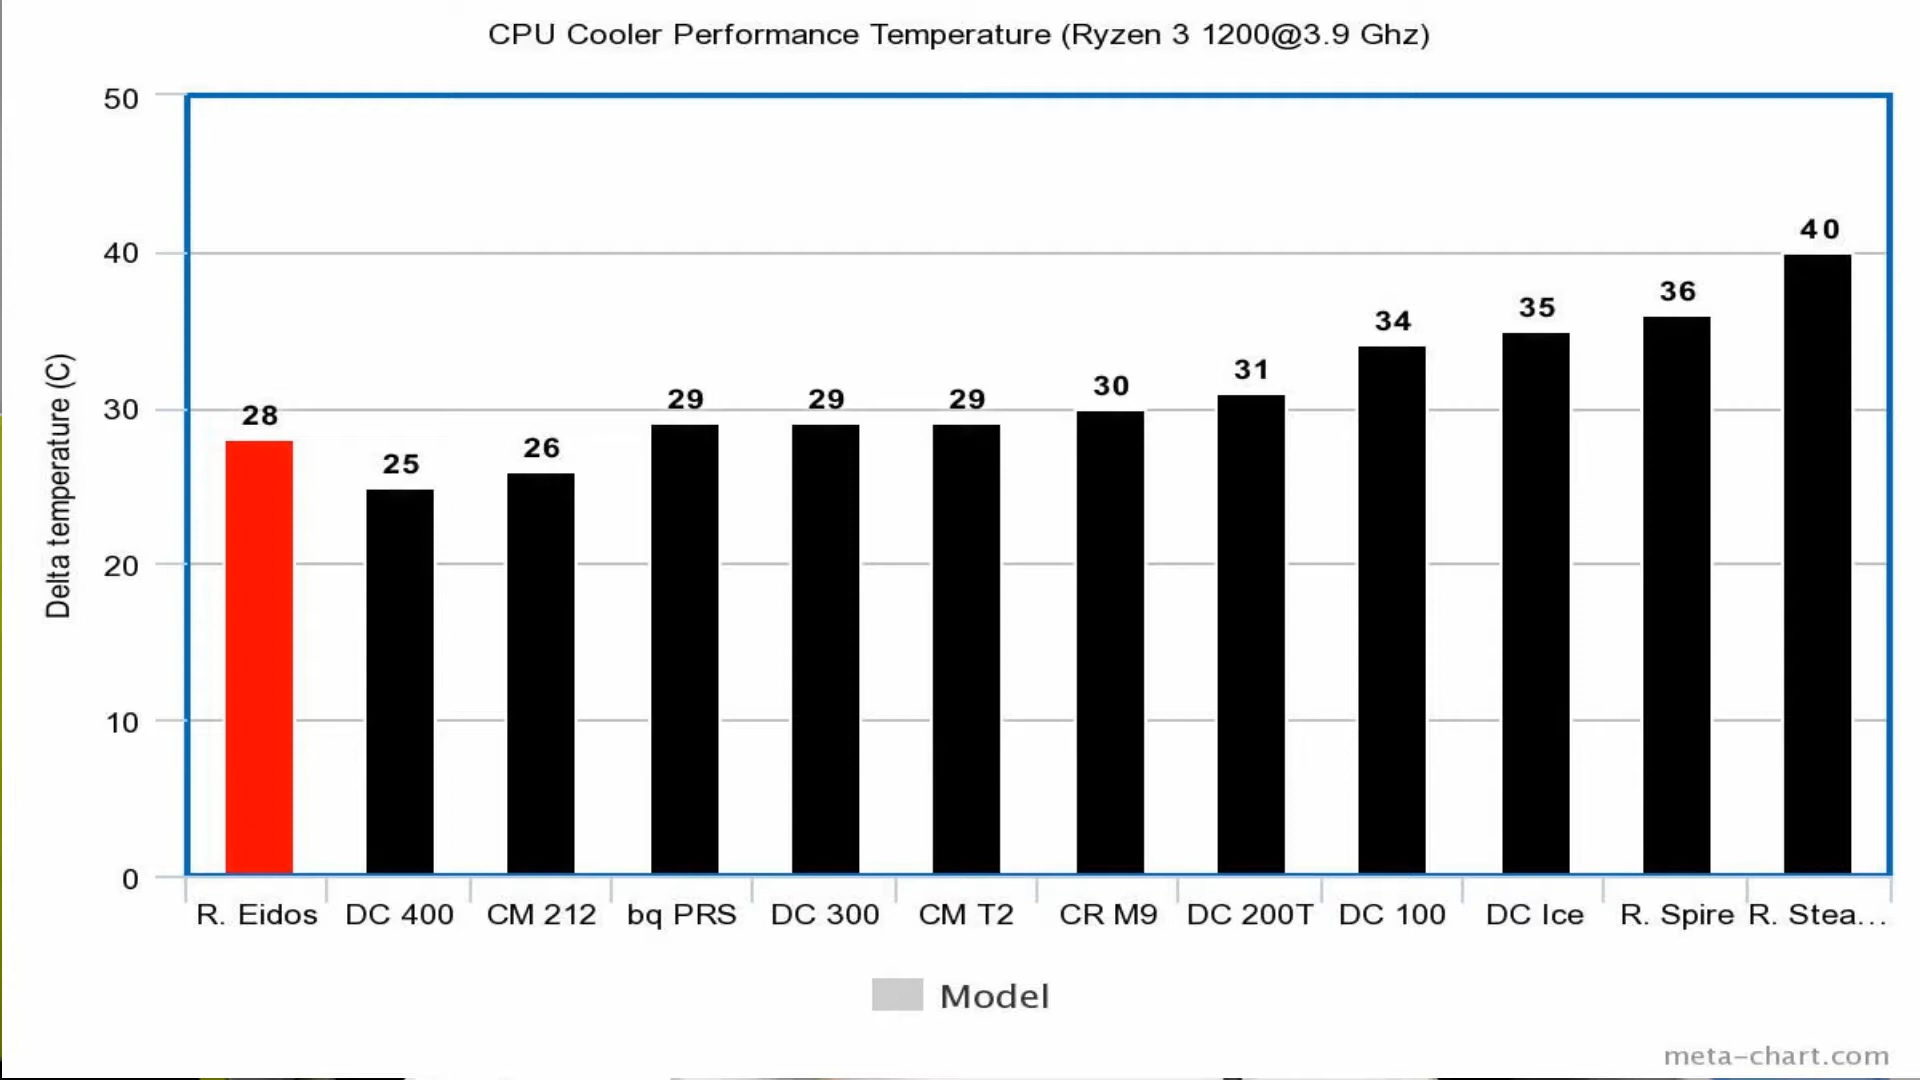 CPU Cooler Performance Temperature (Ryzen 3 1200@3.9 Ghz)
50
40
30
20
10
0
Delta temperature (C)
28
25
26
29
29
29
30
31
34
35
36
40
R. Eidos
DC 400
CM 212
bq PRS
DC 300
CM T2
CR M9
DC 200T
DC 100
DC Ice
R. Spire
R. Stea...
Model
meta-chart.com